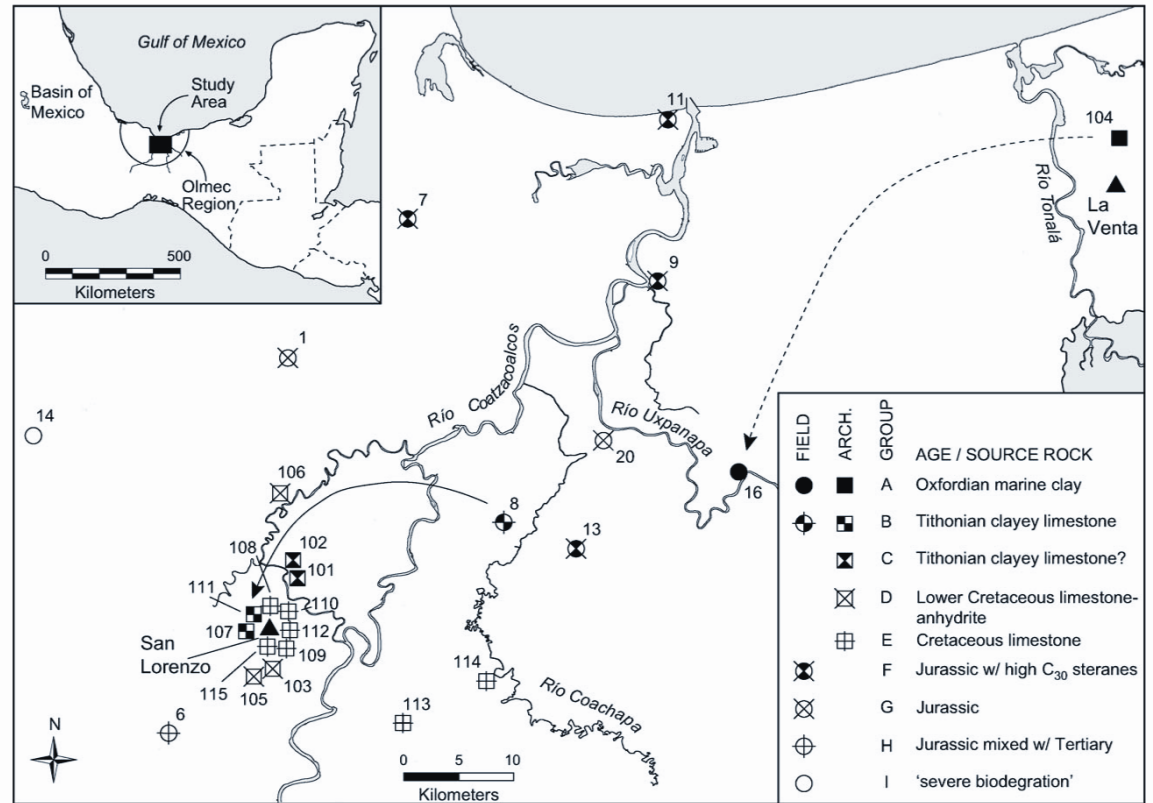 Gulf of Mexico
Basin of
Mexico
Study
Area
Olmec
Region
0 500
Kilometers
11
104
7
La
Venta
Río Tonalá
9
1
14
Río Coatzacoalcos
Río Uxpanapa
20
16
106
8
13
102
108
101
111
110
107
112
San
Lorenzo
109
115
103
105
114
6
113
Río Coachapa
N
0 5 10
Kilometers
FIELD ARCH. GROUP AGE / SOURCE ROCK
A Oxfordian marine clay
B Tithonian clayey limestone
C Tithonian clayey limestone?
D Lower Cretaceous limestone-
anhydrite
E Cretaceous limestone
F Jurassic w/ high C30 steranes
G Jurassic
H Jurassic mixed w/ Tertiary
I 'severe biodegration'